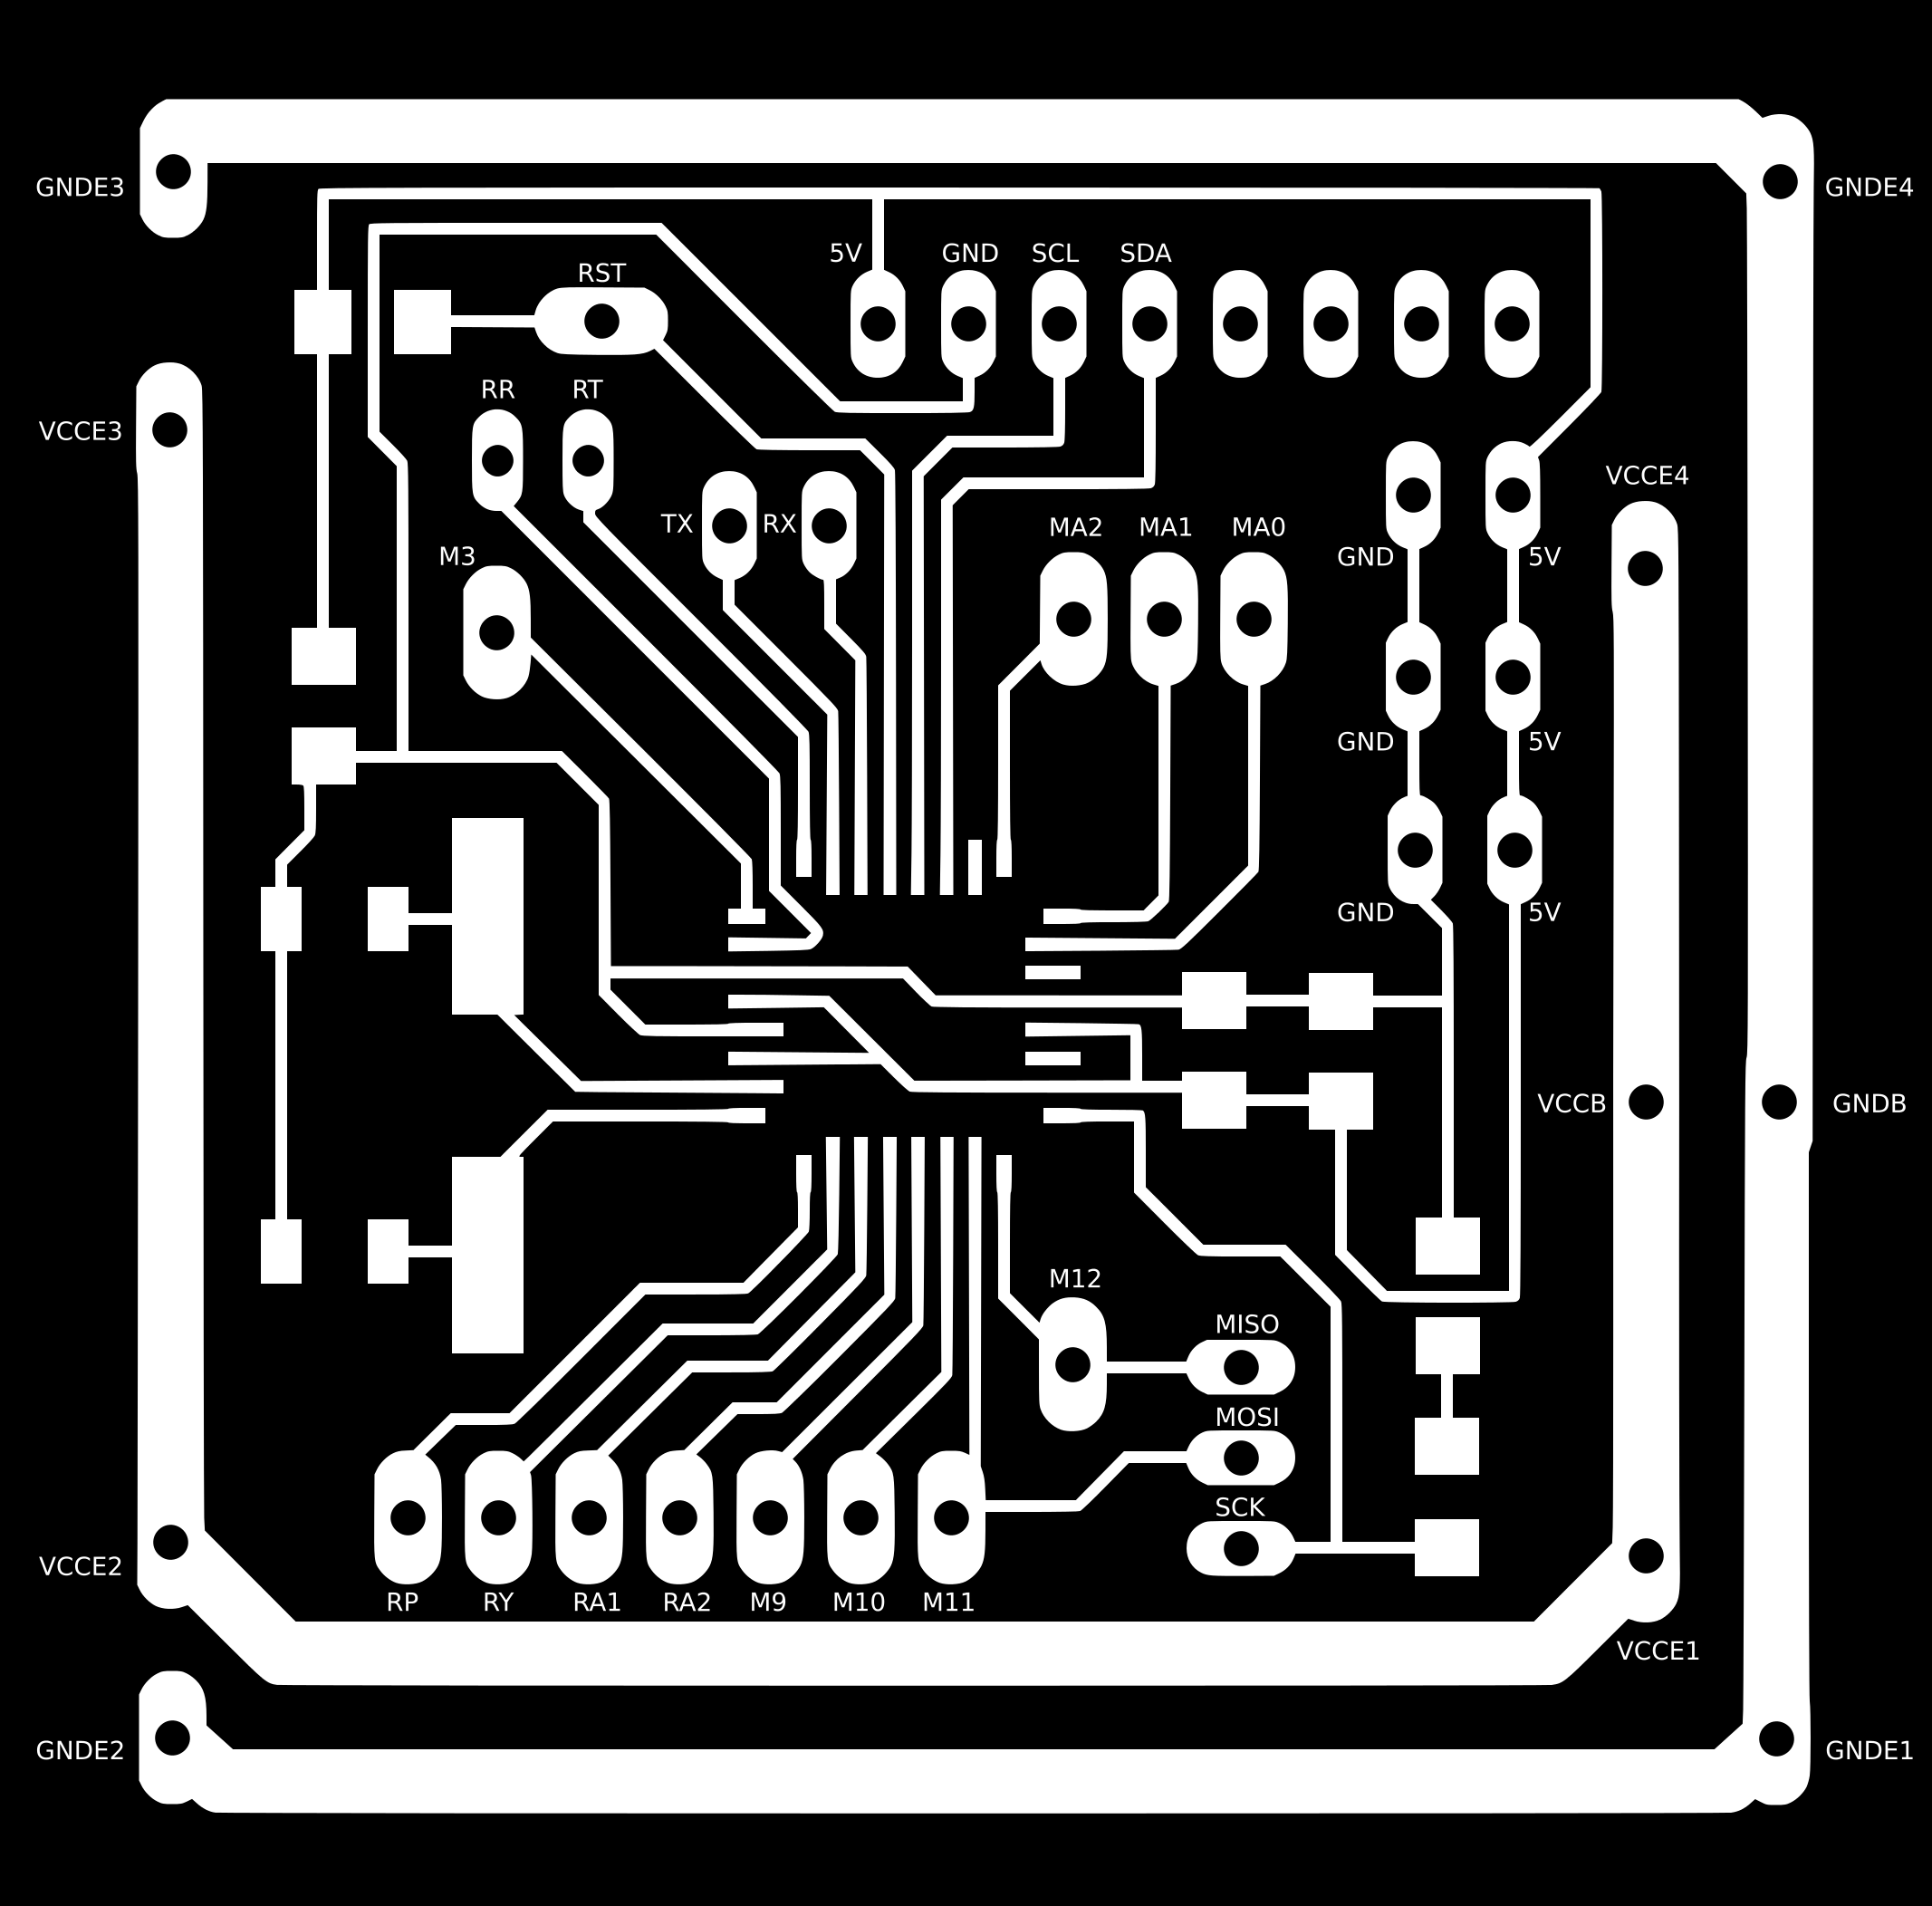 GNDE3
GNDE4
5V
GND
SCL
SDA
RST
RR
RT
VCCE3
VCCE4
TX
RX
MA2
MA1
MA0
M3
GND
5V
GND
5V
GND
5V
VCCB
GNDB
M12
MISO
MOSI
SCK
VCCE2
RP
RY
RA1
RA2
M9
M10
M11
VCCE1
GNDE2
GNDE1